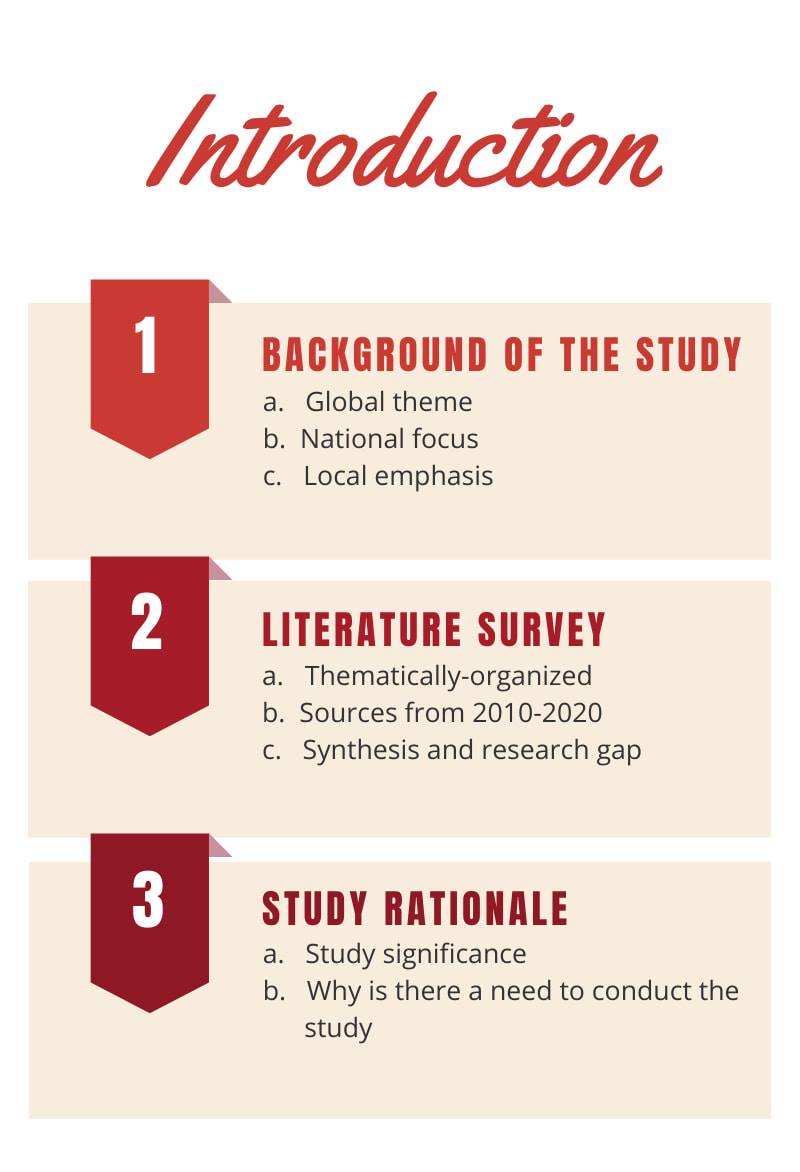 Introduction
1
BACKGROUND OF THE STUDY
a. Global theme
b. National focus
c. Local emphasis
2
LITERATURE SURVEY
a. Thematically-organized
b. Sources from 2010-2020
c. Synthesis and research gap
3
STUDY RATIONALE
a. Study significance
b. Why is there a need to conduct the
study